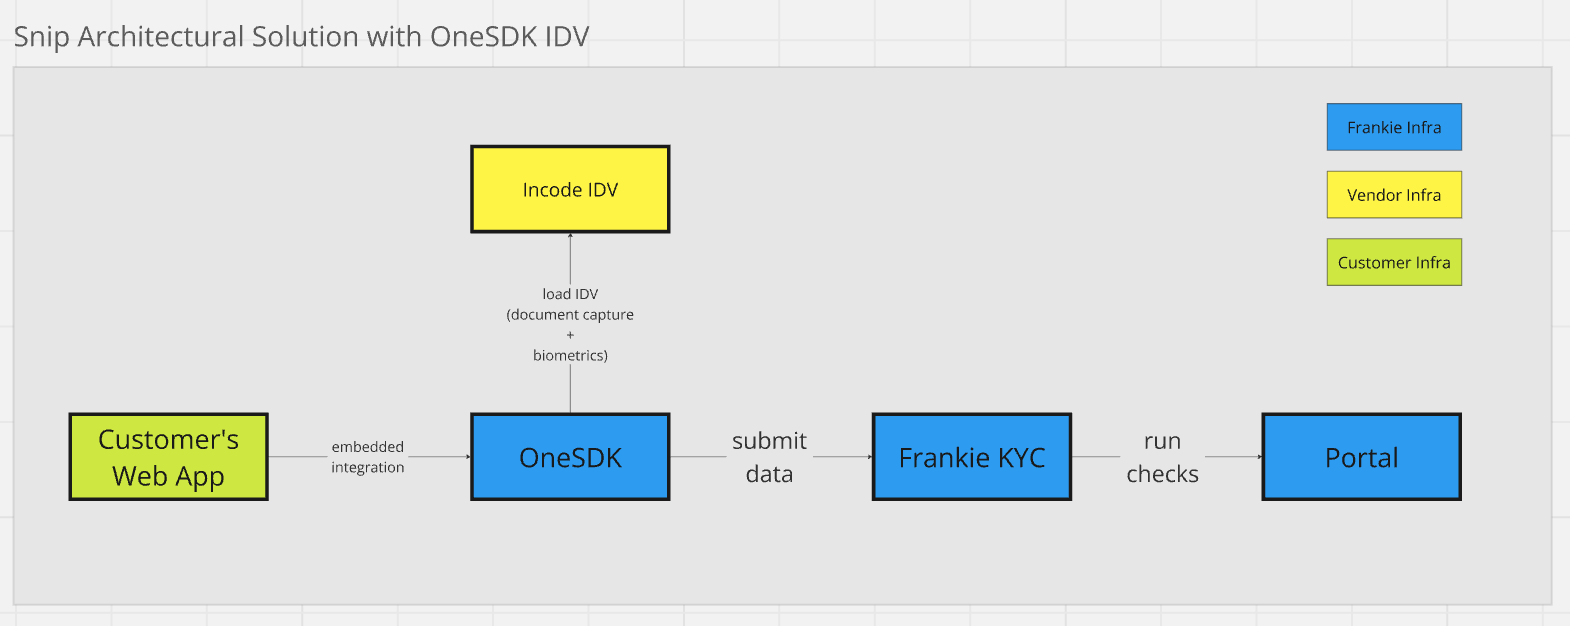 Snip Architectural Solution with OneSDK IDV
Frankie Infra
Vendor Infra
Customer Infra
Incode IDV
load IDV
(document capture
+
biometrics)
Customer's
Web App
embedded
integration
OneSDK
submit
data
Frankie KYC
run
checks
Portal